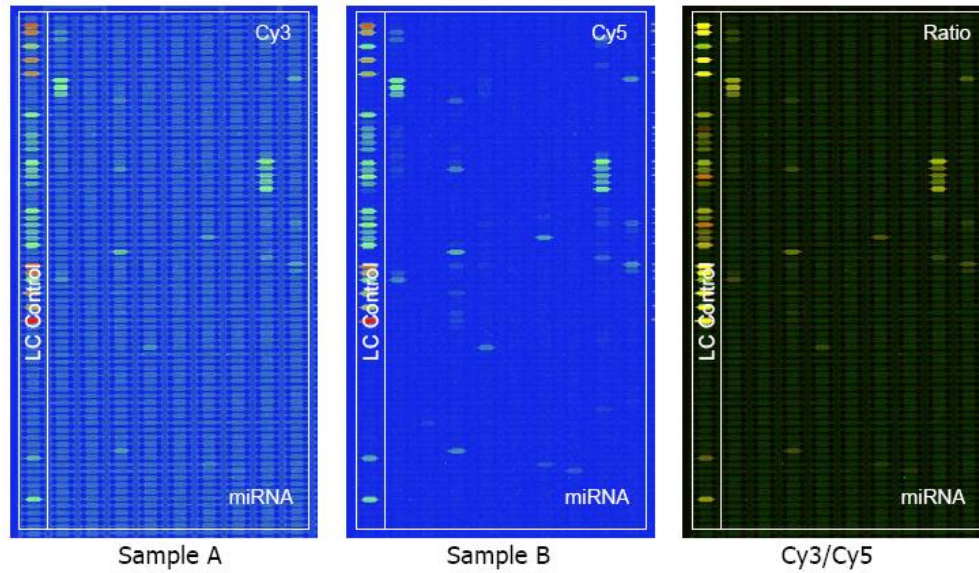 Cy3
LC Control
miRNA
Sample A
Cy5
LC Control
miRNA
Sample B
Ratio
LC Control
miRNA
Cy3/Cy5